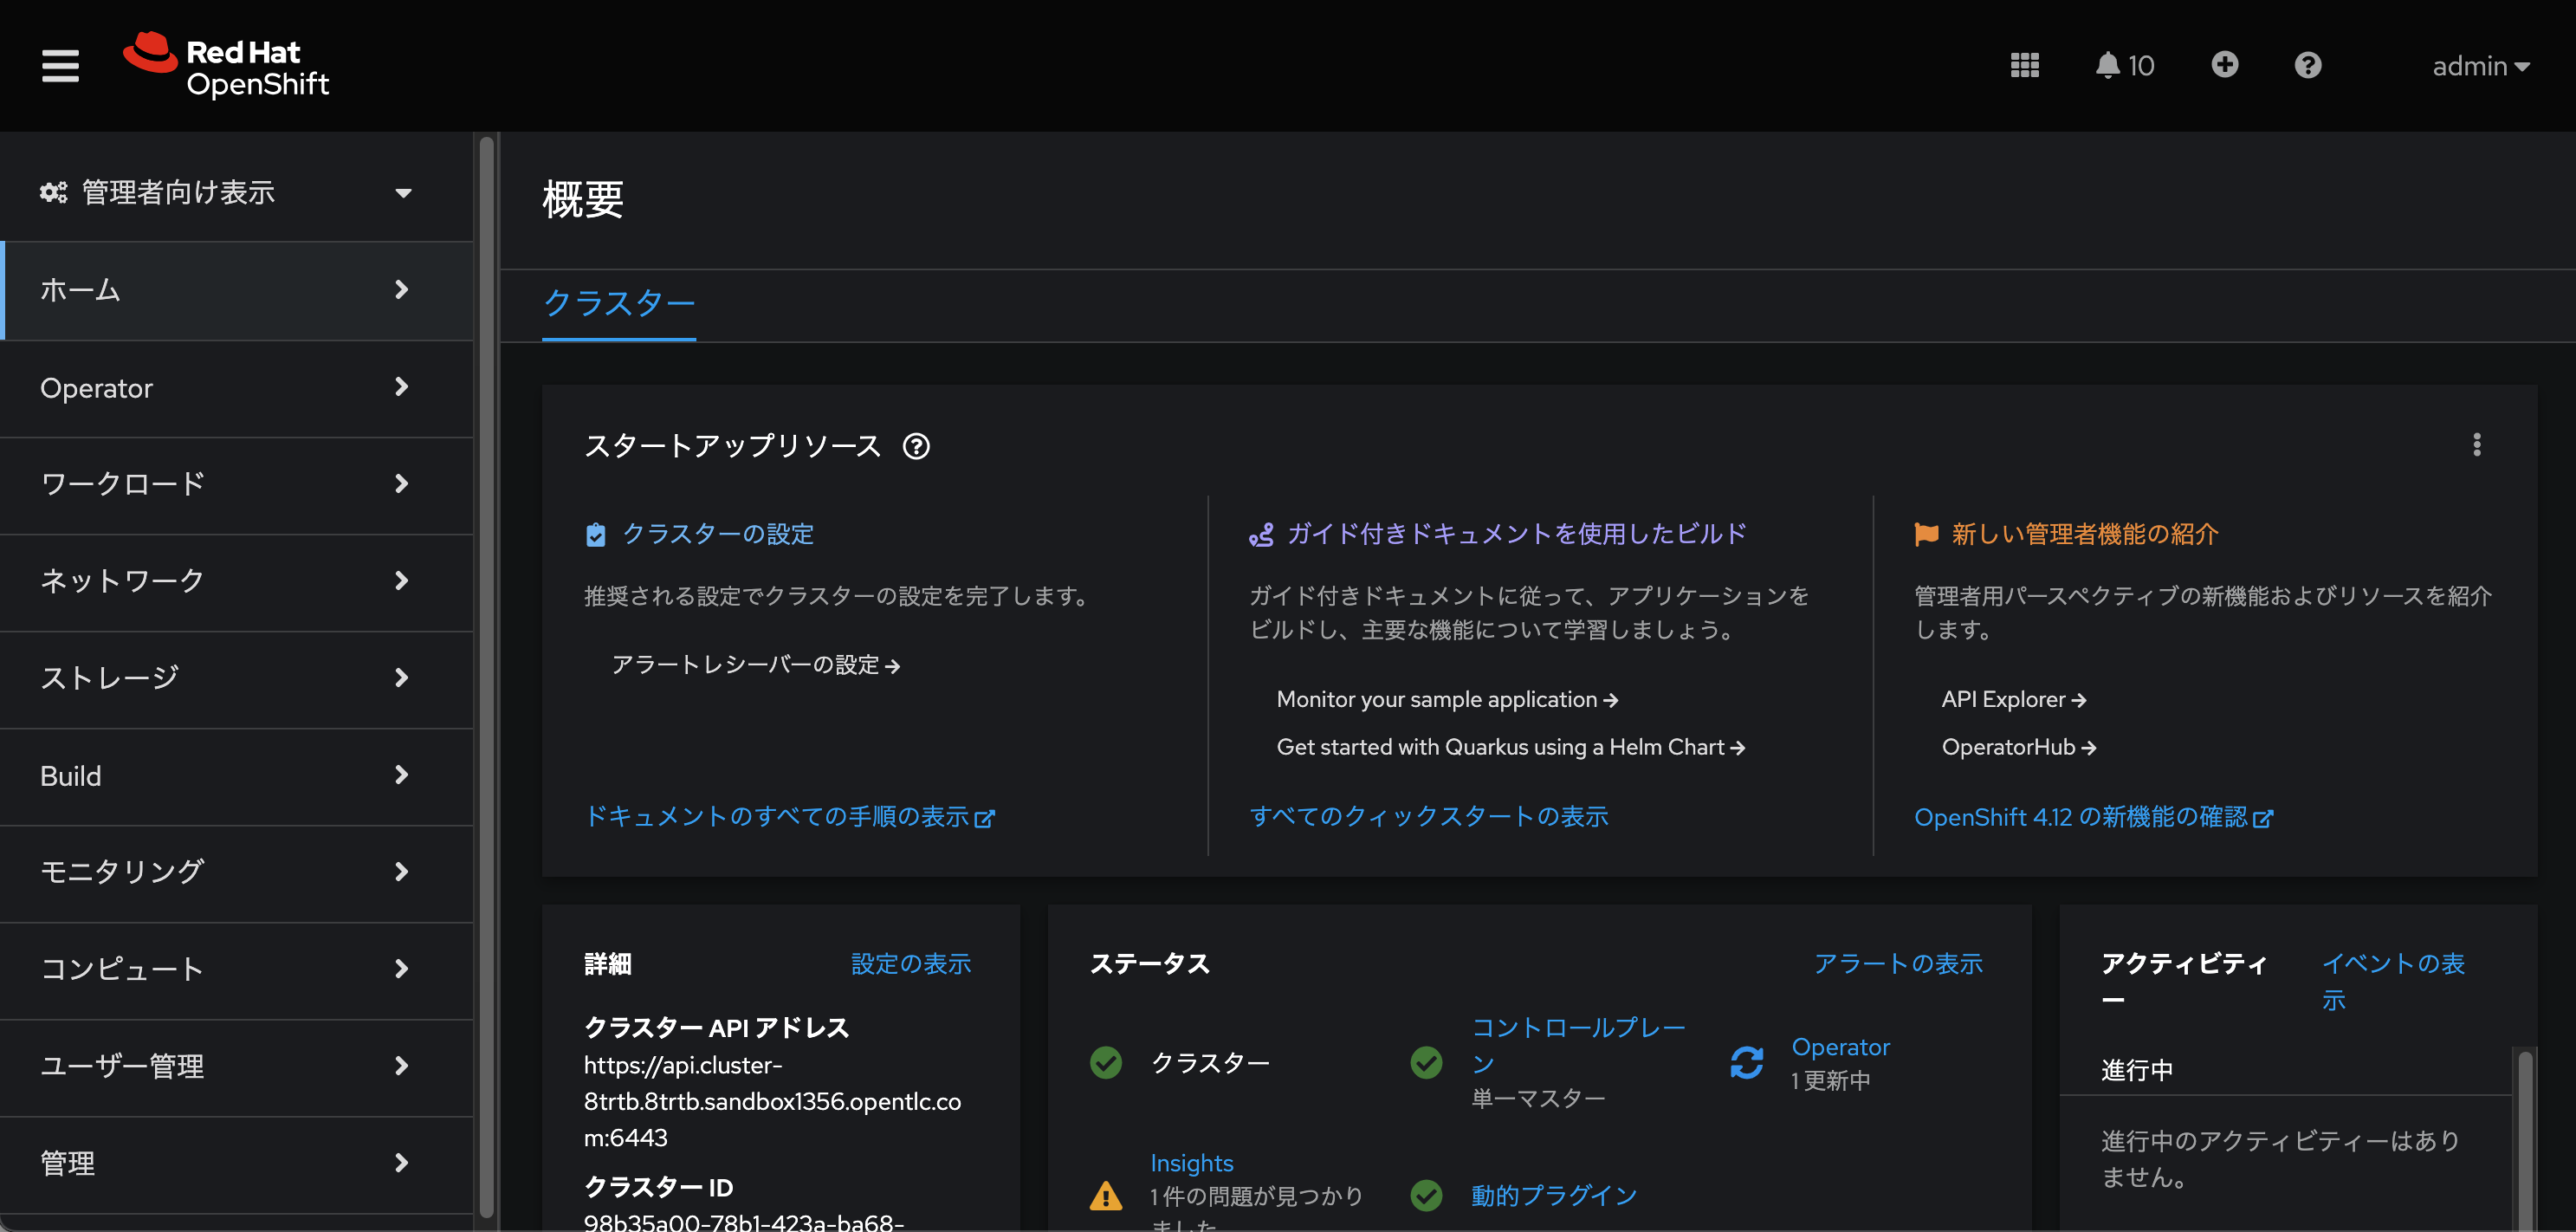 Red Hat
OpenShift
10
admin
管理者向け表示
ホーム
Operator
ワークロード
ネットワーク
ストレージ
Build
モニタリング
コンピュート
ユーザー管理
管理
概要
クラスター
スタートアップリソース
クラスターの設定
推奨される設定でクラスターの設定を完了します。
アラートレシーバーの設定
ドキュメントのすべての手順の表示
ガイド付きドキュメントを使用したビルド
ガイド付きドキュメントに従って、アプリケーションを
ビルドし、主要な機能について学習しましょう。
Monitor your sample application
Get started with Quarkus using a Helm Chart
すべてのクィックスタートの表示
新しい管理者機能の紹介
管理者用パースペクティブの新機能およびリソースを紹介
します。
API Explorer
OperatorHub
OpenShift 4.12 の新機能の確認
詳細
設定の表示
クラスター API アドレス
https://api.cluster-
8trtb.8trtb.sandbox1356.opentlc.co
m:6443
クラスター ID
98b35a00-78b1-423a-ba68-
ステータス
アラートの表示
クラスター
コントロールプレー
ン
単一マスター
Operator
1 更新中
Insights
1 件の問題が見つかり
ました
動的プラグイン
アクティビティ
ー
イベントの表
示
進行中
進行中のアクティビティーはあり
ません。